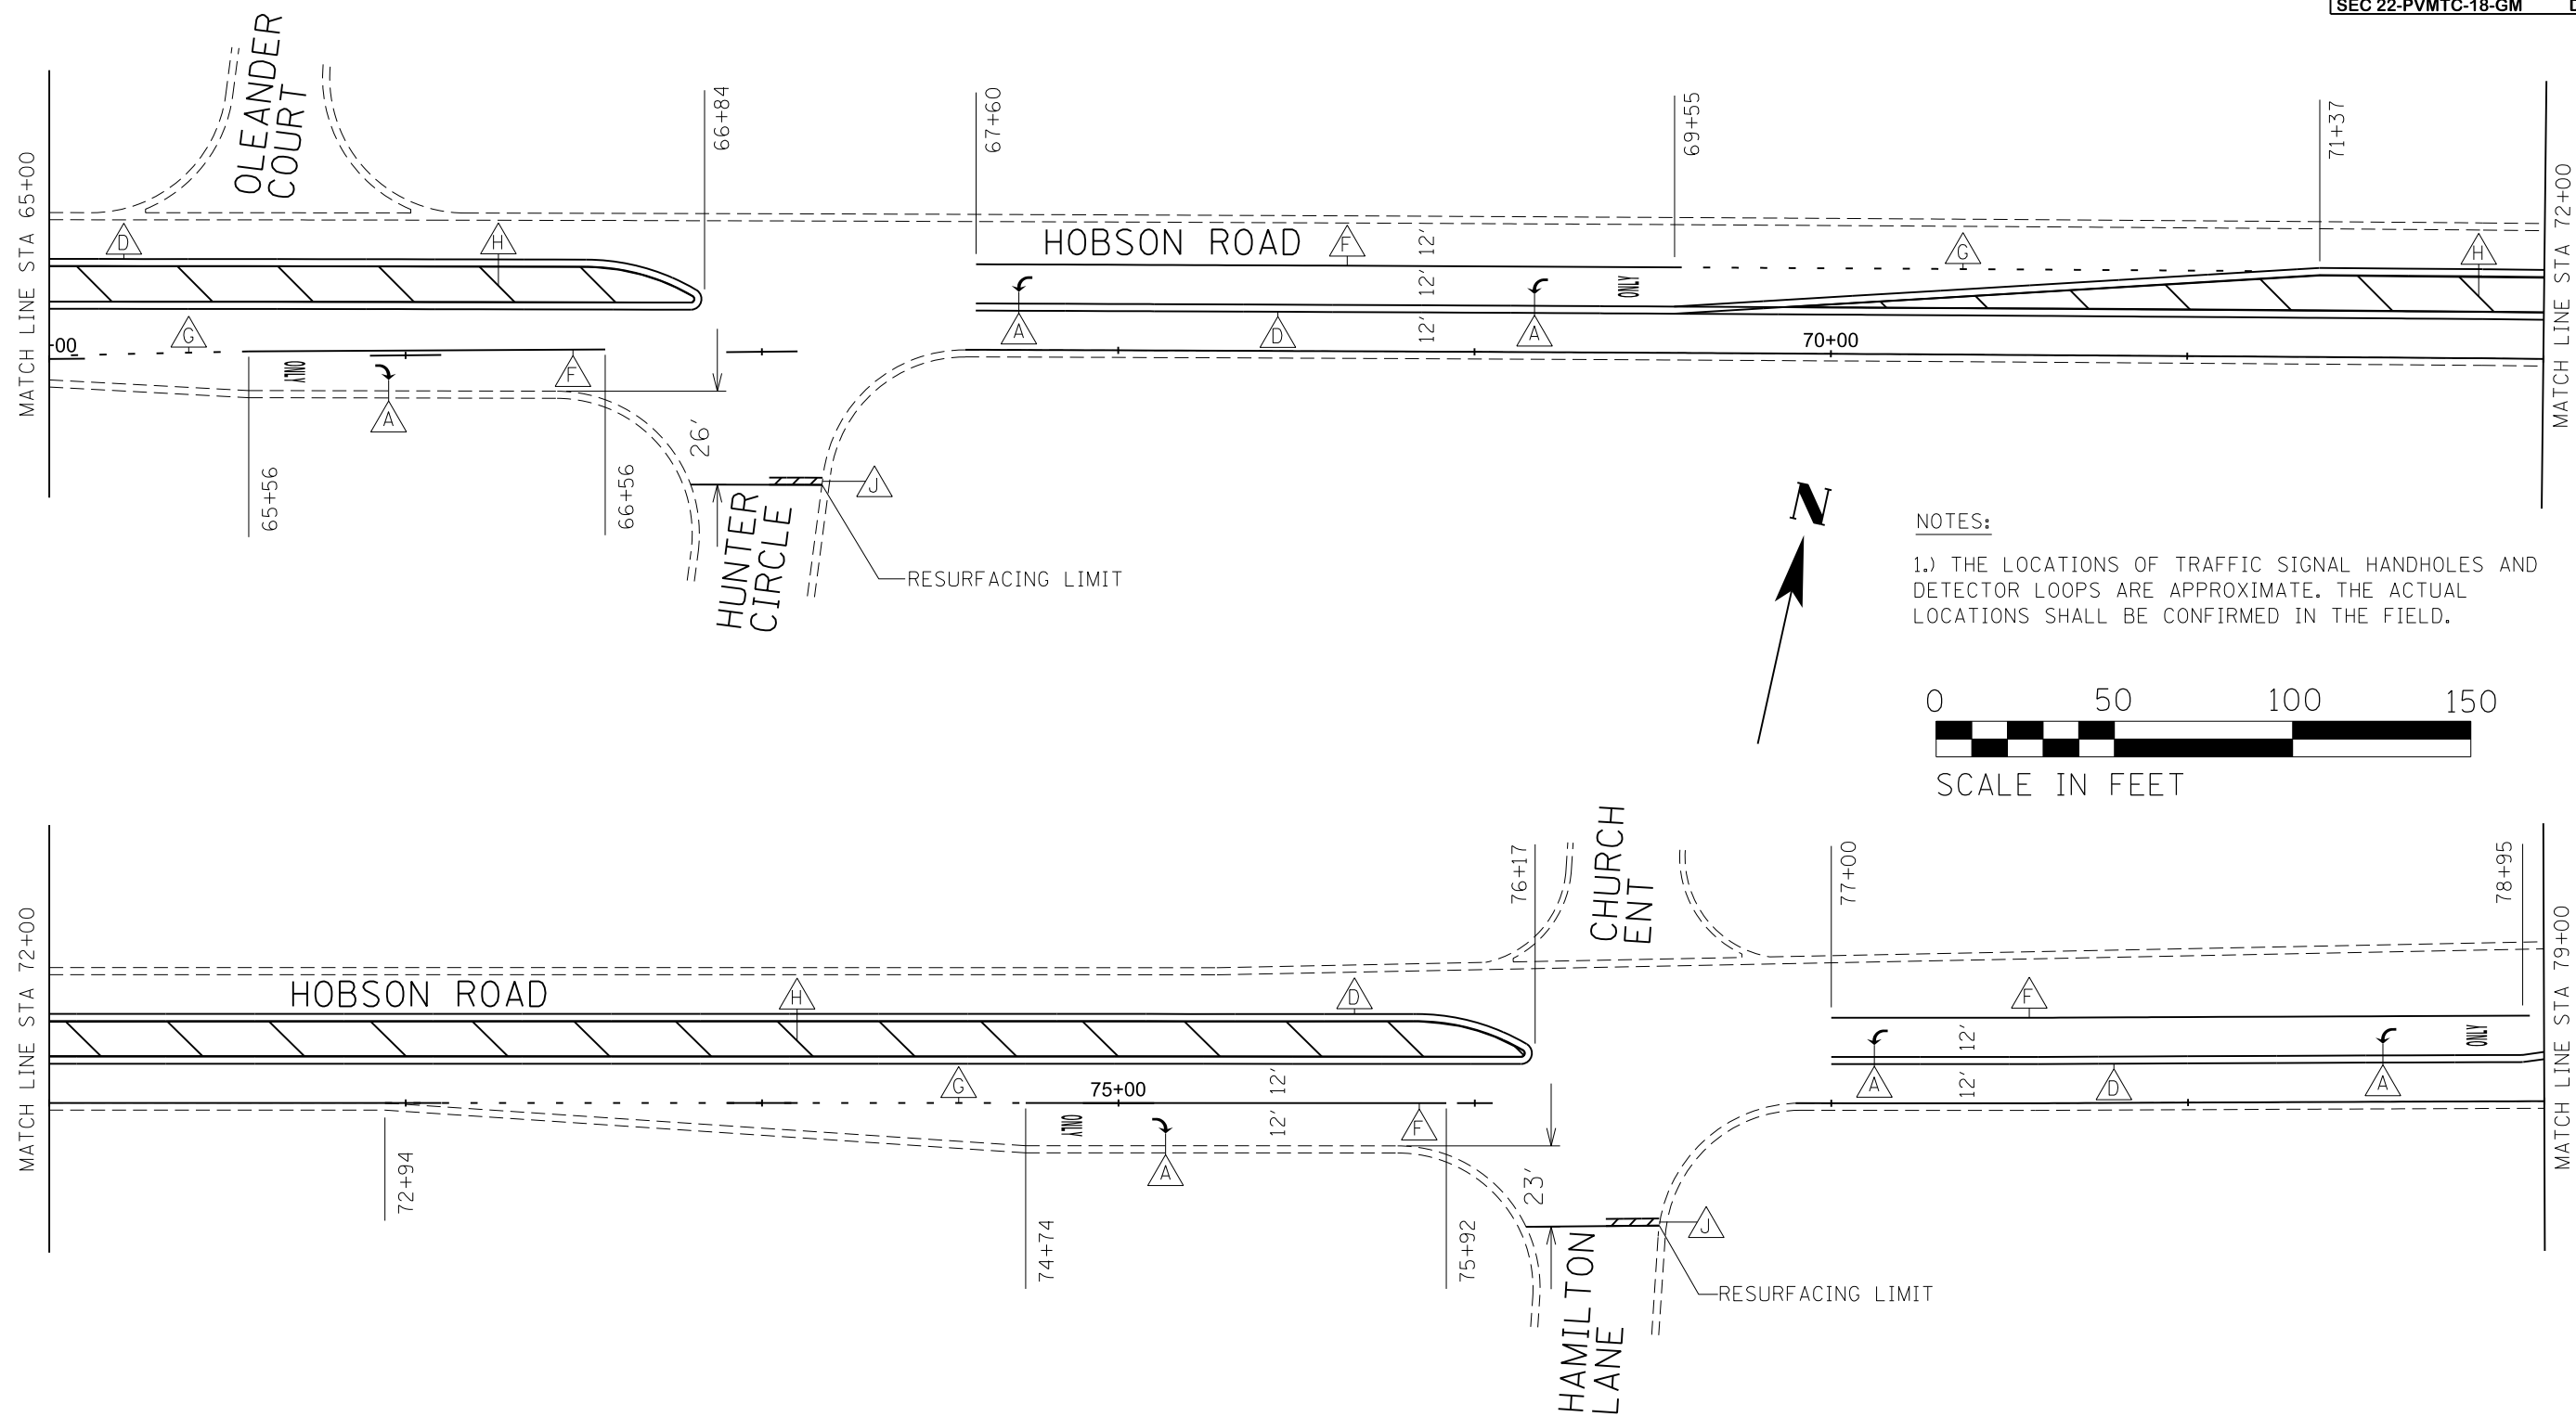 SEC 22-PVMTC-18-GM
OLEANDER
COURT
66+84
67+60
69+55
71+37
MATCH LINE STA 65+00
MATCH LINE STA 72+00
D
H
HOBSON ROAD
F
12'
12'
12'
G
H
ONLY
A
D
A
G
00
70+00
ONLY
A
F
65+56
66+56
26'
J
HUNTER
CIRCLE
RESURFACING LIMIT
N
NOTES:
1.) THE LOCATIONS OF TRAFFIC SIGNAL HANDHOLES AND
DETECTOR LOOPS ARE APPROXIMATE. THE ACTUAL
LOCATIONS SHALL BE CONFIRMED IN THE FIELD.
0 50 100 150
SCALE IN FEET
MATCH LINE STA 72+00
MATCH LINE STA 79+00
CHURCH
ENT
76+17
77+00
78+95
HOBSON ROAD
H
D
F
12'
12'
ONLY
A
D
A
G
75+00
12'
12'
ONLY
A
F
72+94
74+74
75+92
23'
J
HAMILTON
LANE
RESURFACING LIMIT